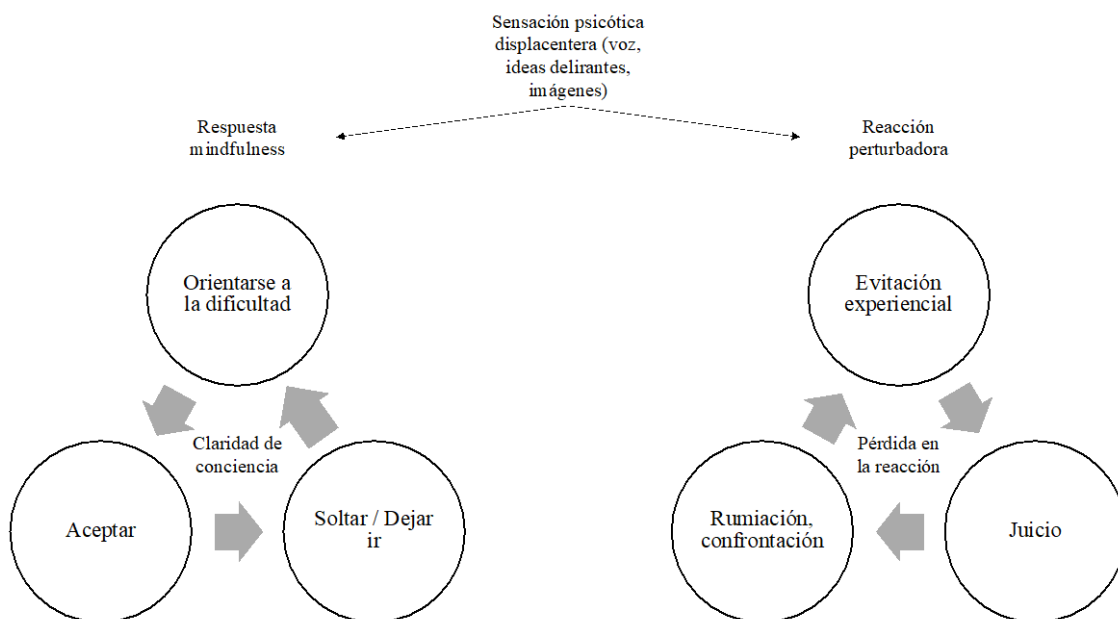 Sensación psicótica
displacentera (voz,
ideas delirantes,
imágenes)
Respuesta
mindfulness
Reacción
perturbadora
Orientarse a
la dificultad
Evitación
experiencial
Claridad de
conciencia
Pérdida en
la reacción
Aceptar
Soltar / Dejar
ir
Rumiación,
confrontación
Juicio